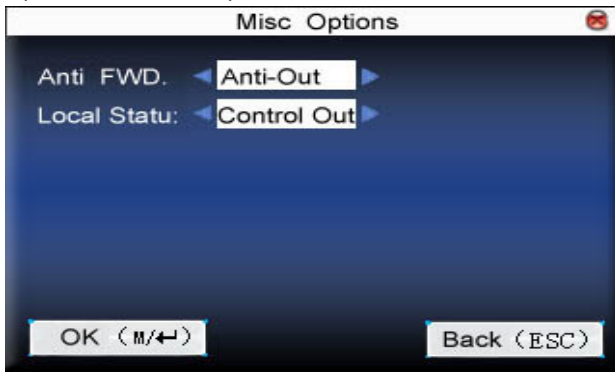 Misc Options
Anti FWD. Anti-Out
Local Statu: Control Out
OK (M/↵) Back (ESC)